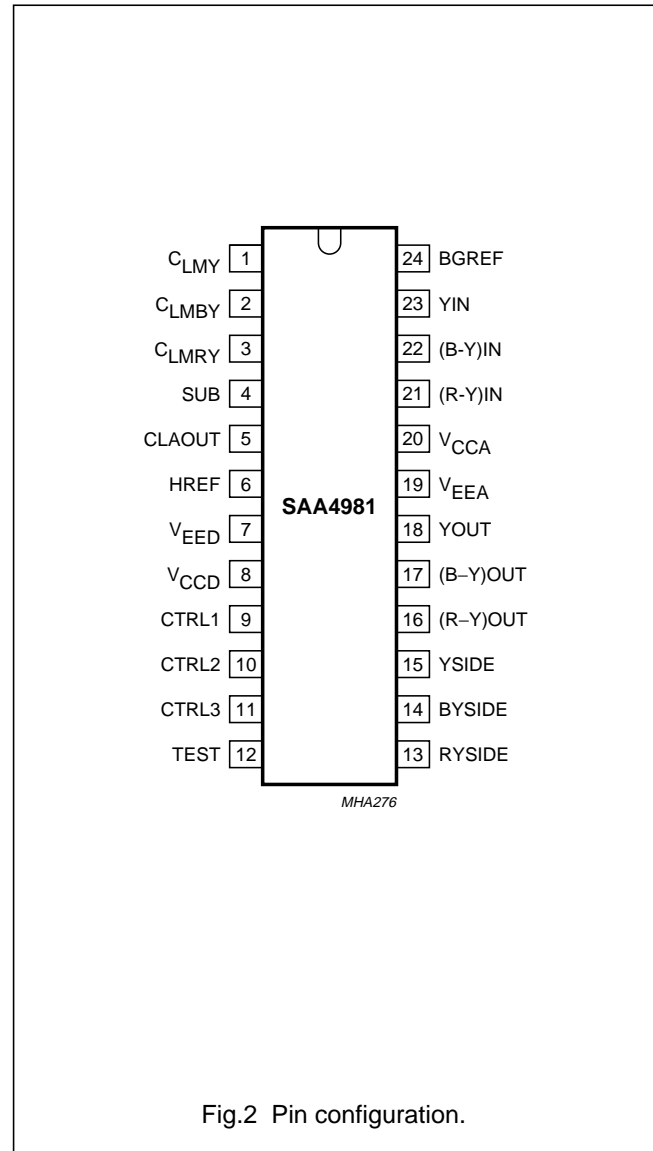 C_LMY 1 24 BGREF
C_LMBY 2 23 YIN
C_LMRY 3 22 (B-Y)IN
SUB 4 21 (R-Y)IN
CLAOUT 5 20 V_CCA
HREF 6 19 V_EEA
SAA4981
V_EED 7 18 YOUT
V_CCD 8 17 (B−Y)OUT
CTRL1 9 16 (R−Y)OUT
CTRL2 10 15 YSIDE
CTRL3 11 14 BYSIDE
TEST 12 13 RYSIDE
MHA276
Fig.2 Pin configuration.